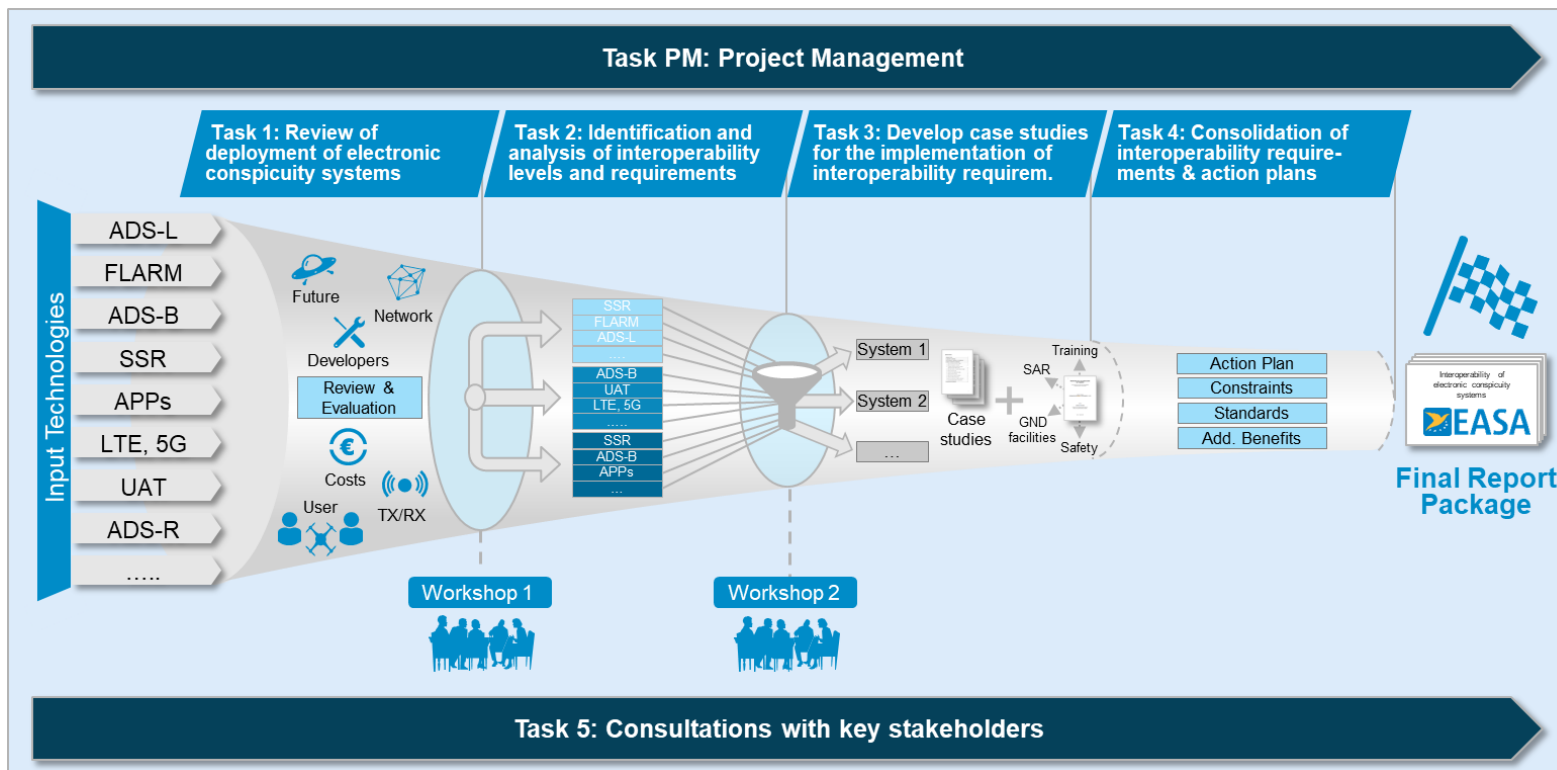 Task PM: Project Management
Task 1: Review of
deployment of electronic
conspicuity systems
Task 2: Identification and
analysis of interoperability
levels and requirements
Task 3: Develop case studies
for the implementation of
interoperability requirem.
Task 4: Consolidation of
interoperability require-
ments & action plans
Input Technologies
ADS-L
FLARM
ADS-B
SSR
APPs
LTE, 5G
UAT
ADS-R
.....
Future
Network
Developers
Review &
Evaluation
Costs
TX/RX
User
SSR
FLARM
ADS-L
....
ADS-B
UAT
LTE, 5G
.....
SSR
ADS-B
APPs
...
System 1
System 2
...
Case
studies
Training
SAR
GND
facilities
Safety
Action Plan
Constraints
Standards
Add. Benefits
Interoperability of
electronic conspicuity
systems
EASA
Final Report
Package
Workshop 1
Workshop 2
Task 5: Consultations with key stakeholders